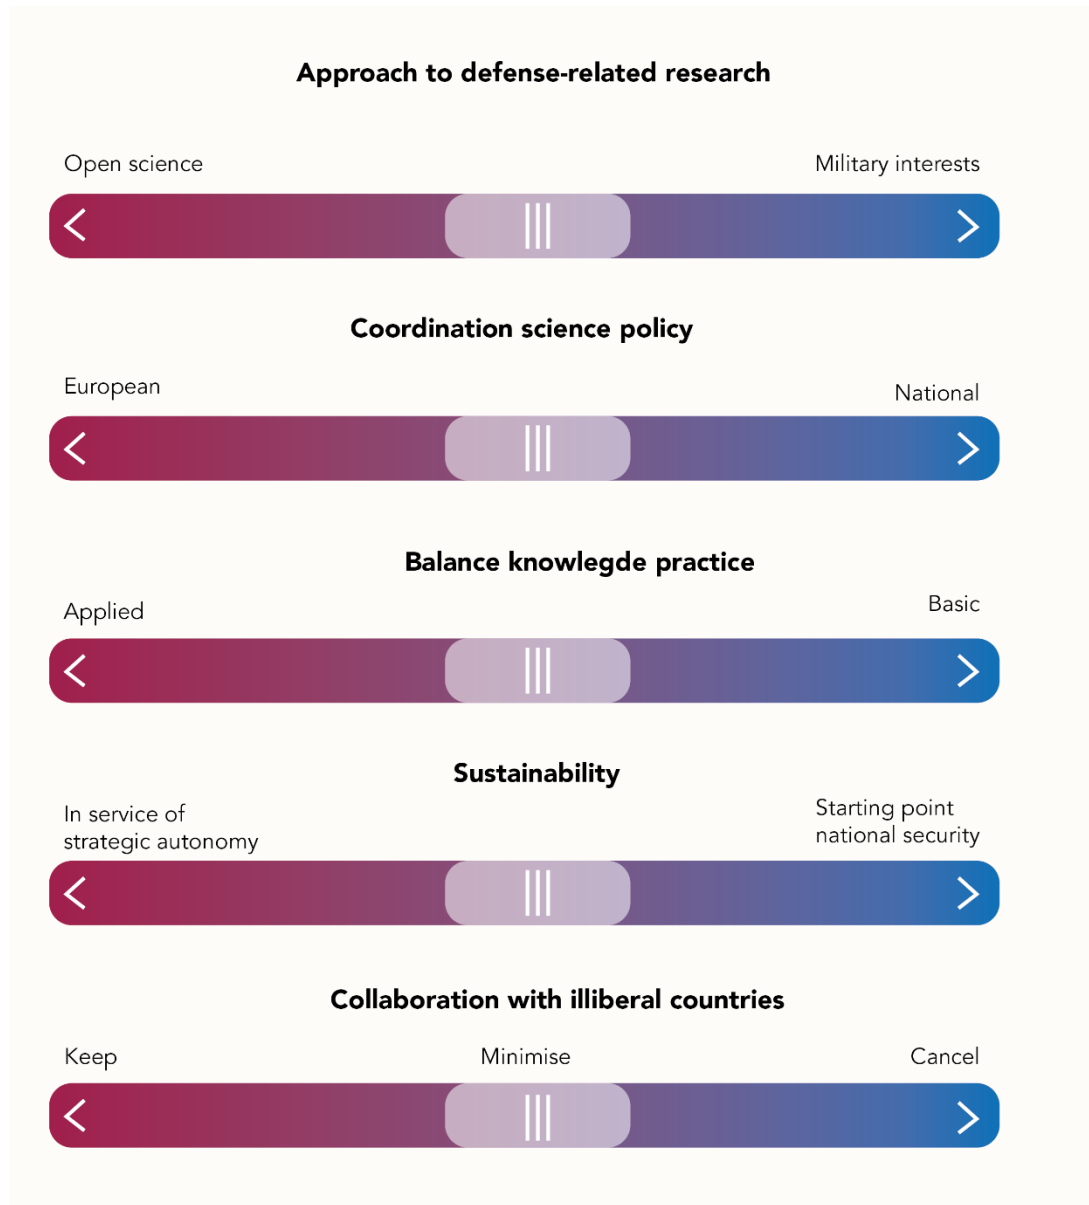 Approach to defense-related research
Open science
Military interests
Coordination science policy
European
National
Balance knowlegde practice
Applied
Basic
Sustainability
In service of
strategic autonomy
Starting point
national security
Collaboration with illiberal countries
Keep
Minimise
Cancel